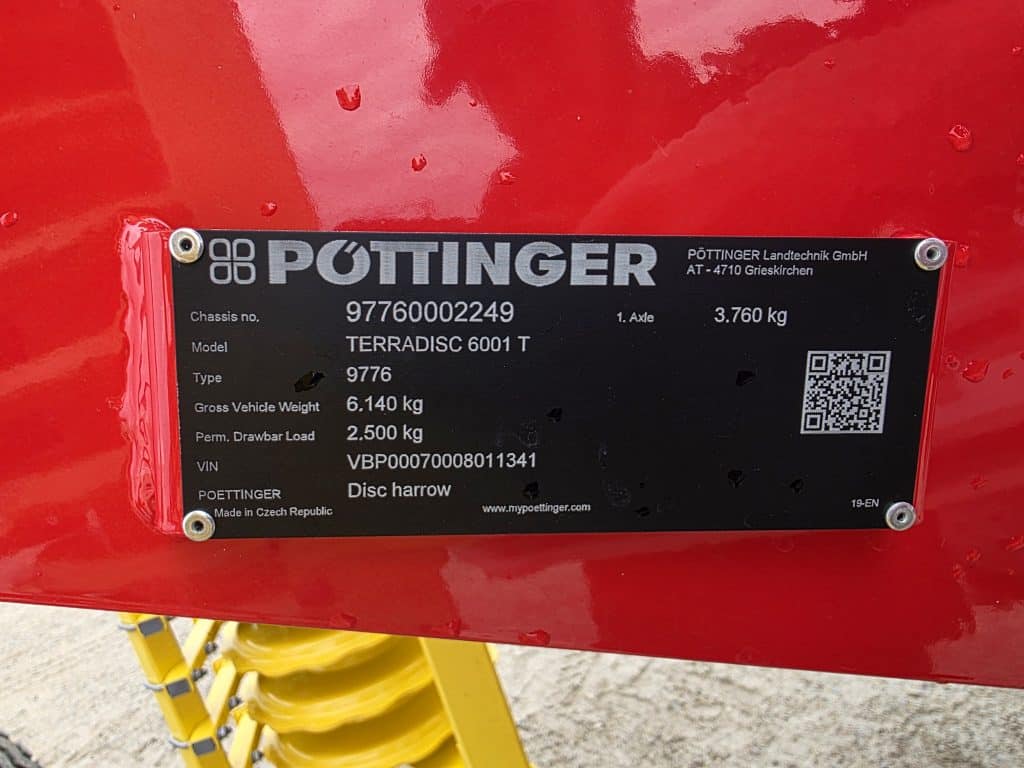 PÖTTINGER
PÖTTINGER Landtechnik GmbH
AT - 4710 Grieskirchen
Chassis no. 97760002249 1. Axle 3.760 kg
Model TERRADISC 6001 T
Type 9776
Gross Vehicle Weight 6.140 kg
Perm. Drawbar Load 2.500 kg
VIN VBP00070008011341
POETTINGER Disc harrow
Made in Czech Republic www.mypoettinger.com 19-EN